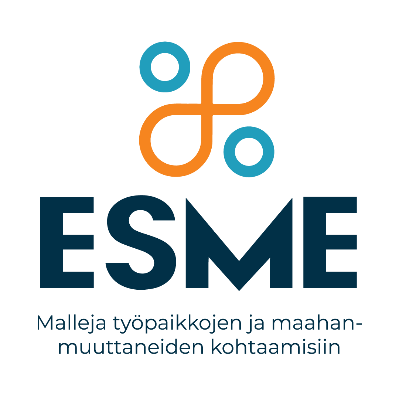 ESME
Malleja työpaikkojen ja maahan-
muuttaneiden kohtaamisiin